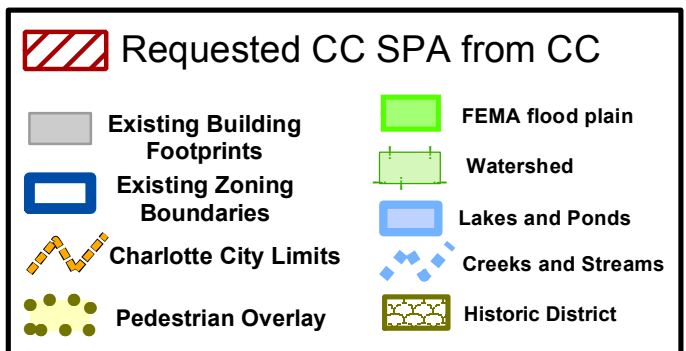 Requested CC SPA from CC
Existing Building
Footprints
Existing Zoning
Boundaries
Charlotte City Limits
Pedestrian Overlay
FEMA flood plain
Watershed
Lakes and Ponds
Creeks and Streams
Historic District